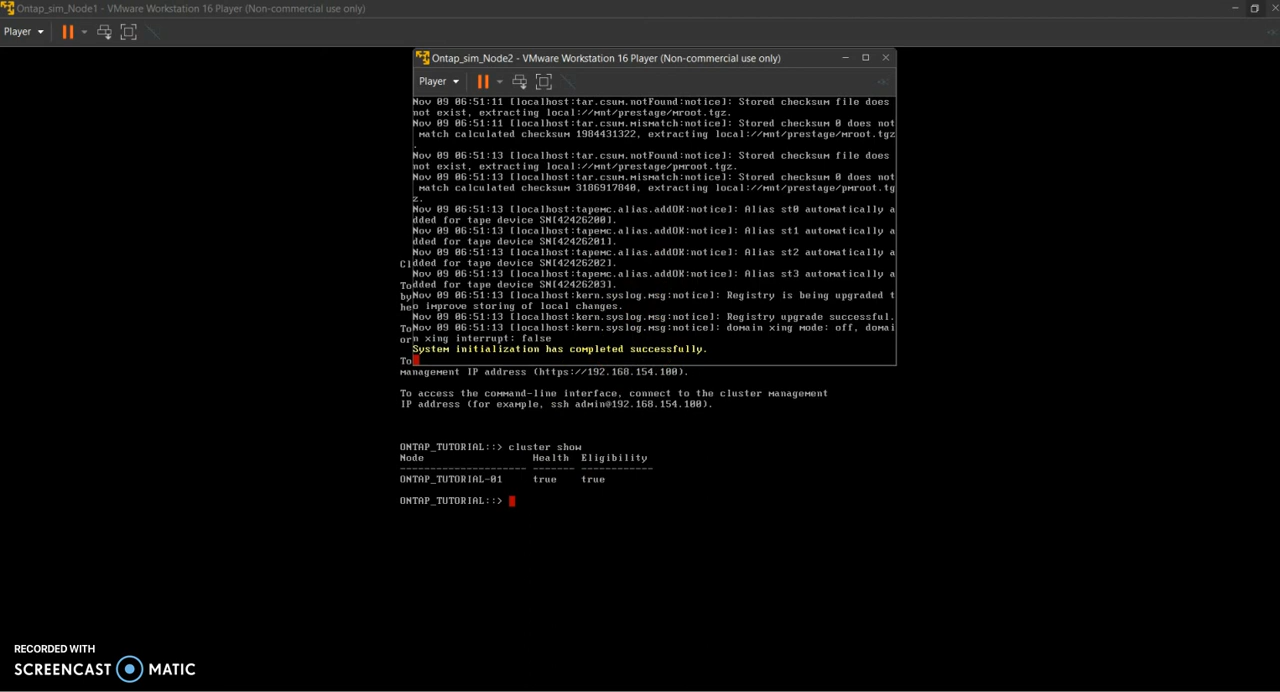 Ontap_sim_Node1 - VMware Workstation 16 Player (Non-commercial use only)
Player
Ontap_sim_Node2 - VMware Workstation 16 Player (Non-commercial use only)
Player
Nov 09 06:51:11 [localhost:tar.csum.notFound:notice]: Stored checksum file does
not exist, extracting local://mnt/prestage/mroot.tgz.
Nov 09 06:51:11 [localhost:tar.csum.mismatch:notice]: Stored checksum 0 does not
match calculated checksum 1984431322, extracting local://mnt/prestage/mroot.tgz
.
Nov 09 06:51:13 [localhost:tar.csum.notFound:notice]: Stored checksum file does
not exist, extracting local://mnt/prestage/pmroot.tgz.
Nov 09 06:51:13 [localhost:tar.csum.mismatch:notice]: Stored checksum 0 does not
match calculated checksum 3186917840, extracting local://mnt/prestage/pmroot.tg
z.
Nov 09 06:51:13 [localhost:tapemc.alias.addOK:notice]: Alias st0 automatically a
dded for tape device SN[42426200].
Nov 09 06:51:13 [localhost:tapemc.alias.addOK:notice]: Alias st1 automatically a
dded for tape device SN[42426201].
Nov 09 06:51:13 [localhost:tapemc.alias.addOK:notice]: Alias st2 automatically a
dded for tape device SN[42426202].
Nov 09 06:51:13 [localhost:tapemc.alias.addOK:notice]: Alias st3 automatically a
dded for tape device SN[42426203].
Nov 09 06:51:13 [localhost:kern.syslog.msg:notice]: Registry is being upgraded t
o improve storing of local changes.
Nov 09 06:51:13 [localhost:kern.syslog.msg:notice]: Registry upgrade successful.
Nov 09 06:51:13 [localhost:kern.syslog.msg:notice]: domain xing mode: off, domai
n xing interrupt: false
System initialization has completed successfully.
To
management IP address (https://192.168.154.100).
To access the command-line interface, connect to the cluster management
IP address (for example, ssh admin@192.168.154.100).
ONTAP_TUTORIAL::> cluster show
Node Health Eligibility
--------------------- ------- ------------
ONTAP_TUTORIAL-01 true true
ONTAP_TUTORIAL::>
RECORDED WITH
SCREENCAST MATIC